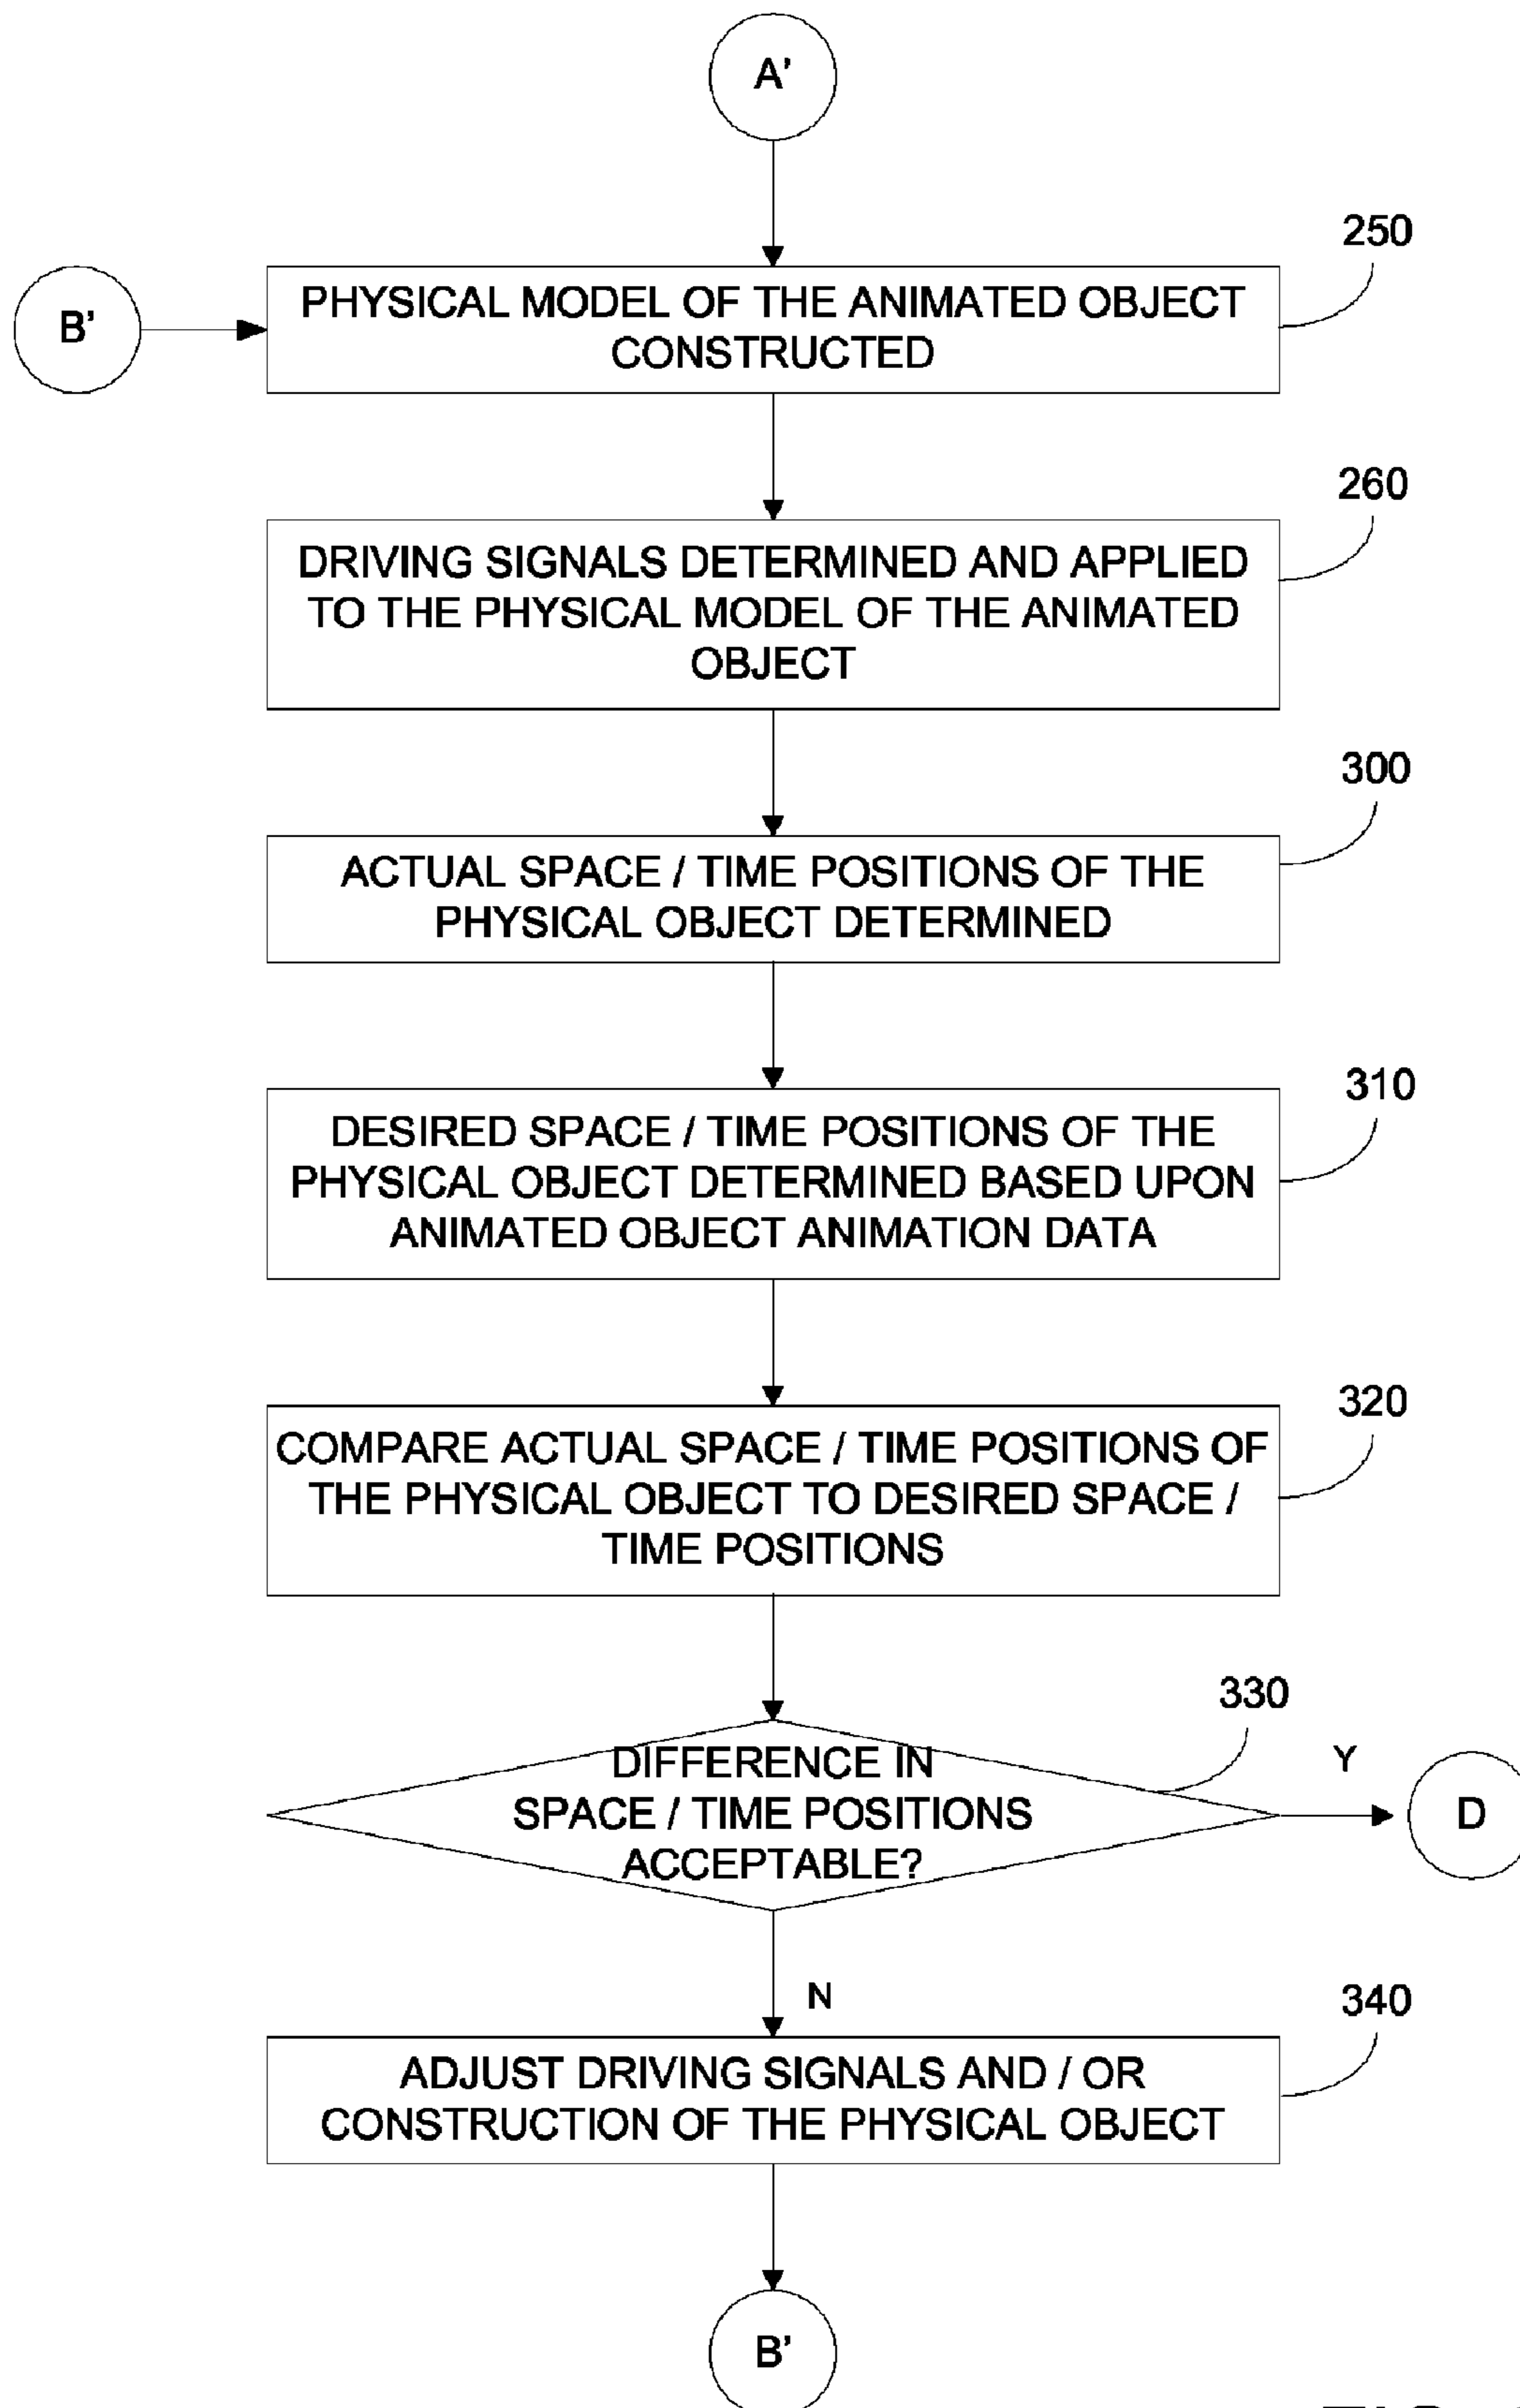 A'
250
B'
PHYSICAL MODEL OF THE ANIMATED OBJECT
CONSTRUCTED
260
DRIVING SIGNALS DETERMINED AND APPLIED
TO THE PHYSICAL MODEL OF THE ANIMATED
OBJECT
300
ACTUAL SPACE / TIME POSITIONS OF THE
PHYSICAL OBJECT DETERMINED
310
DESIRED SPACE / TIME POSITIONS OF THE
PHYSICAL OBJECT DETERMINED BASED UPON
ANIMATED OBJECT ANIMATION DATA
320
COMPARE ACTUAL SPACE / TIME POSITIONS OF
THE PHYSICAL OBJECT TO DESIRED SPACE /
TIME POSITIONS
330
DIFFERENCE IN
SPACE / TIME POSITIONS
ACCEPTABLE?
Y
D
N
340
ADJUST DRIVING SIGNALS AND / OR
CONSTRUCTION OF THE PHYSICAL OBJECT
B'